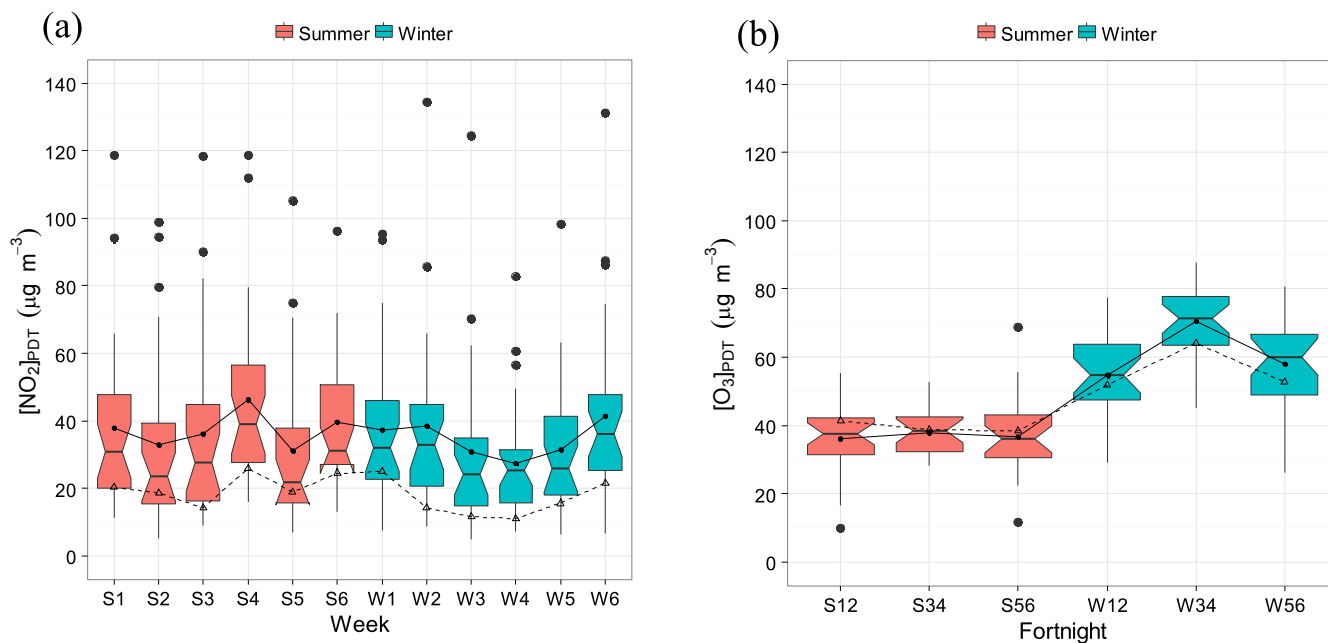 (a)
Summer Winter
[NO₂]PDT (μg m⁻³)
140
120
100
80
60
40
20
0
S1 S2 S3 S4 S5 S6 W1 W2 W3 W4 W5 W6
Week
(b)
Summer Winter
[O₃]PDT (μg m⁻³)
140
120
100
80
60
40
20
0
S12 S34 S56 W12 W34 W56
Fortnight